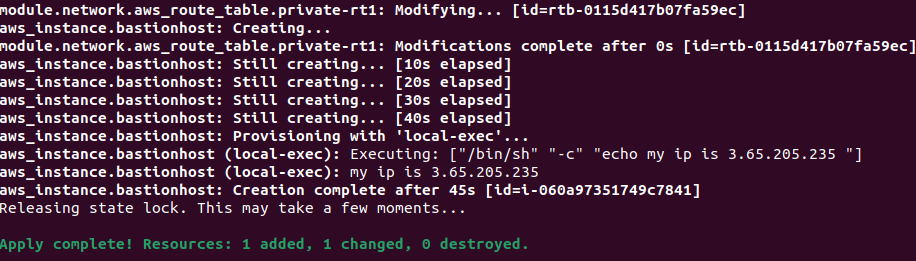 module.network.aws_route_table.private-rt1: Modifying... [id=rtb-0115d417b07fa59ec]
aws_instance.bastionhost: Creating...
module.network.aws_route_table.private-rt1: Modifications complete after 0s [id=rtb-0115d417b07fa59ec]
aws_instance.bastionhost: Still creating... [10s elapsed]
aws_instance.bastionhost: Still creating... [20s elapsed]
aws_instance.bastionhost: Still creating... [30s elapsed]
aws_instance.bastionhost: Still creating... [40s elapsed]
aws_instance.bastionhost: Provisioning with 'local-exec'...
aws_instance.bastionhost (local-exec): Executing: ["/bin/sh" "-c" "echo my ip is 3.65.205.235 "]
aws_instance.bastionhost (local-exec): my ip is 3.65.205.235
aws_instance.bastionhost: Creation complete after 45s [id=i-060a97351749c7841]
Releasing state lock. This may take a few moments...
Apply complete! Resources: 1 added, 1 changed, 0 destroyed.